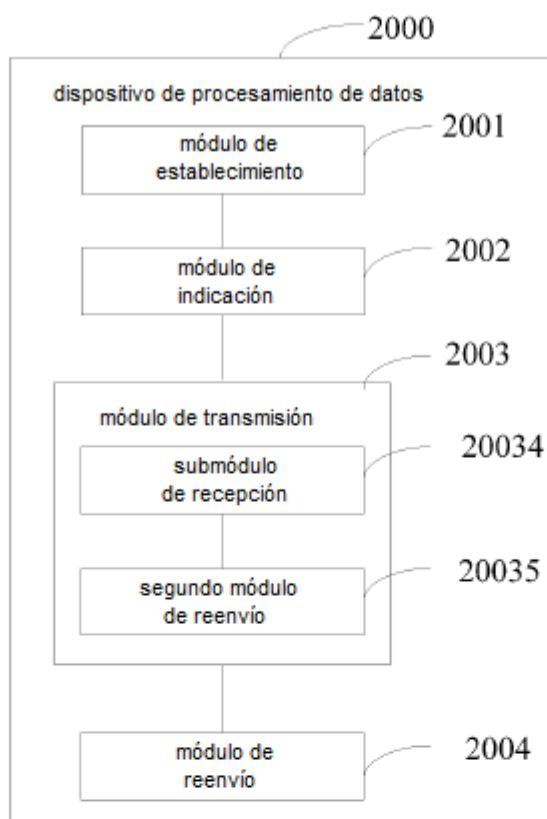 2000
dispositivo de procesamiento de datos
2001
módulo de
establecimiento
2002
módulo de
indicación
2003
módulo de transmisión
20034
submódulo
de recepción
20035
segundo módulo
de reenvío
2004
módulo de
reenvío